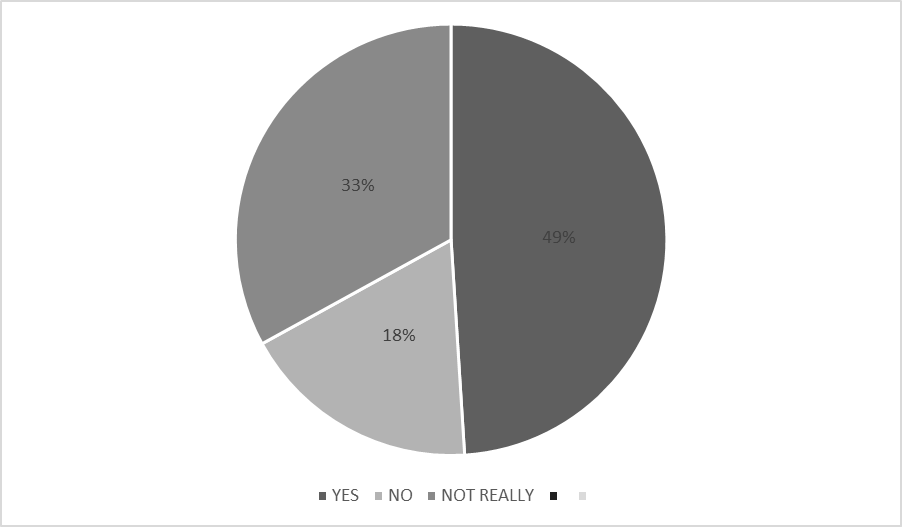 33%
49%
18%
YES NO NOT REALLY